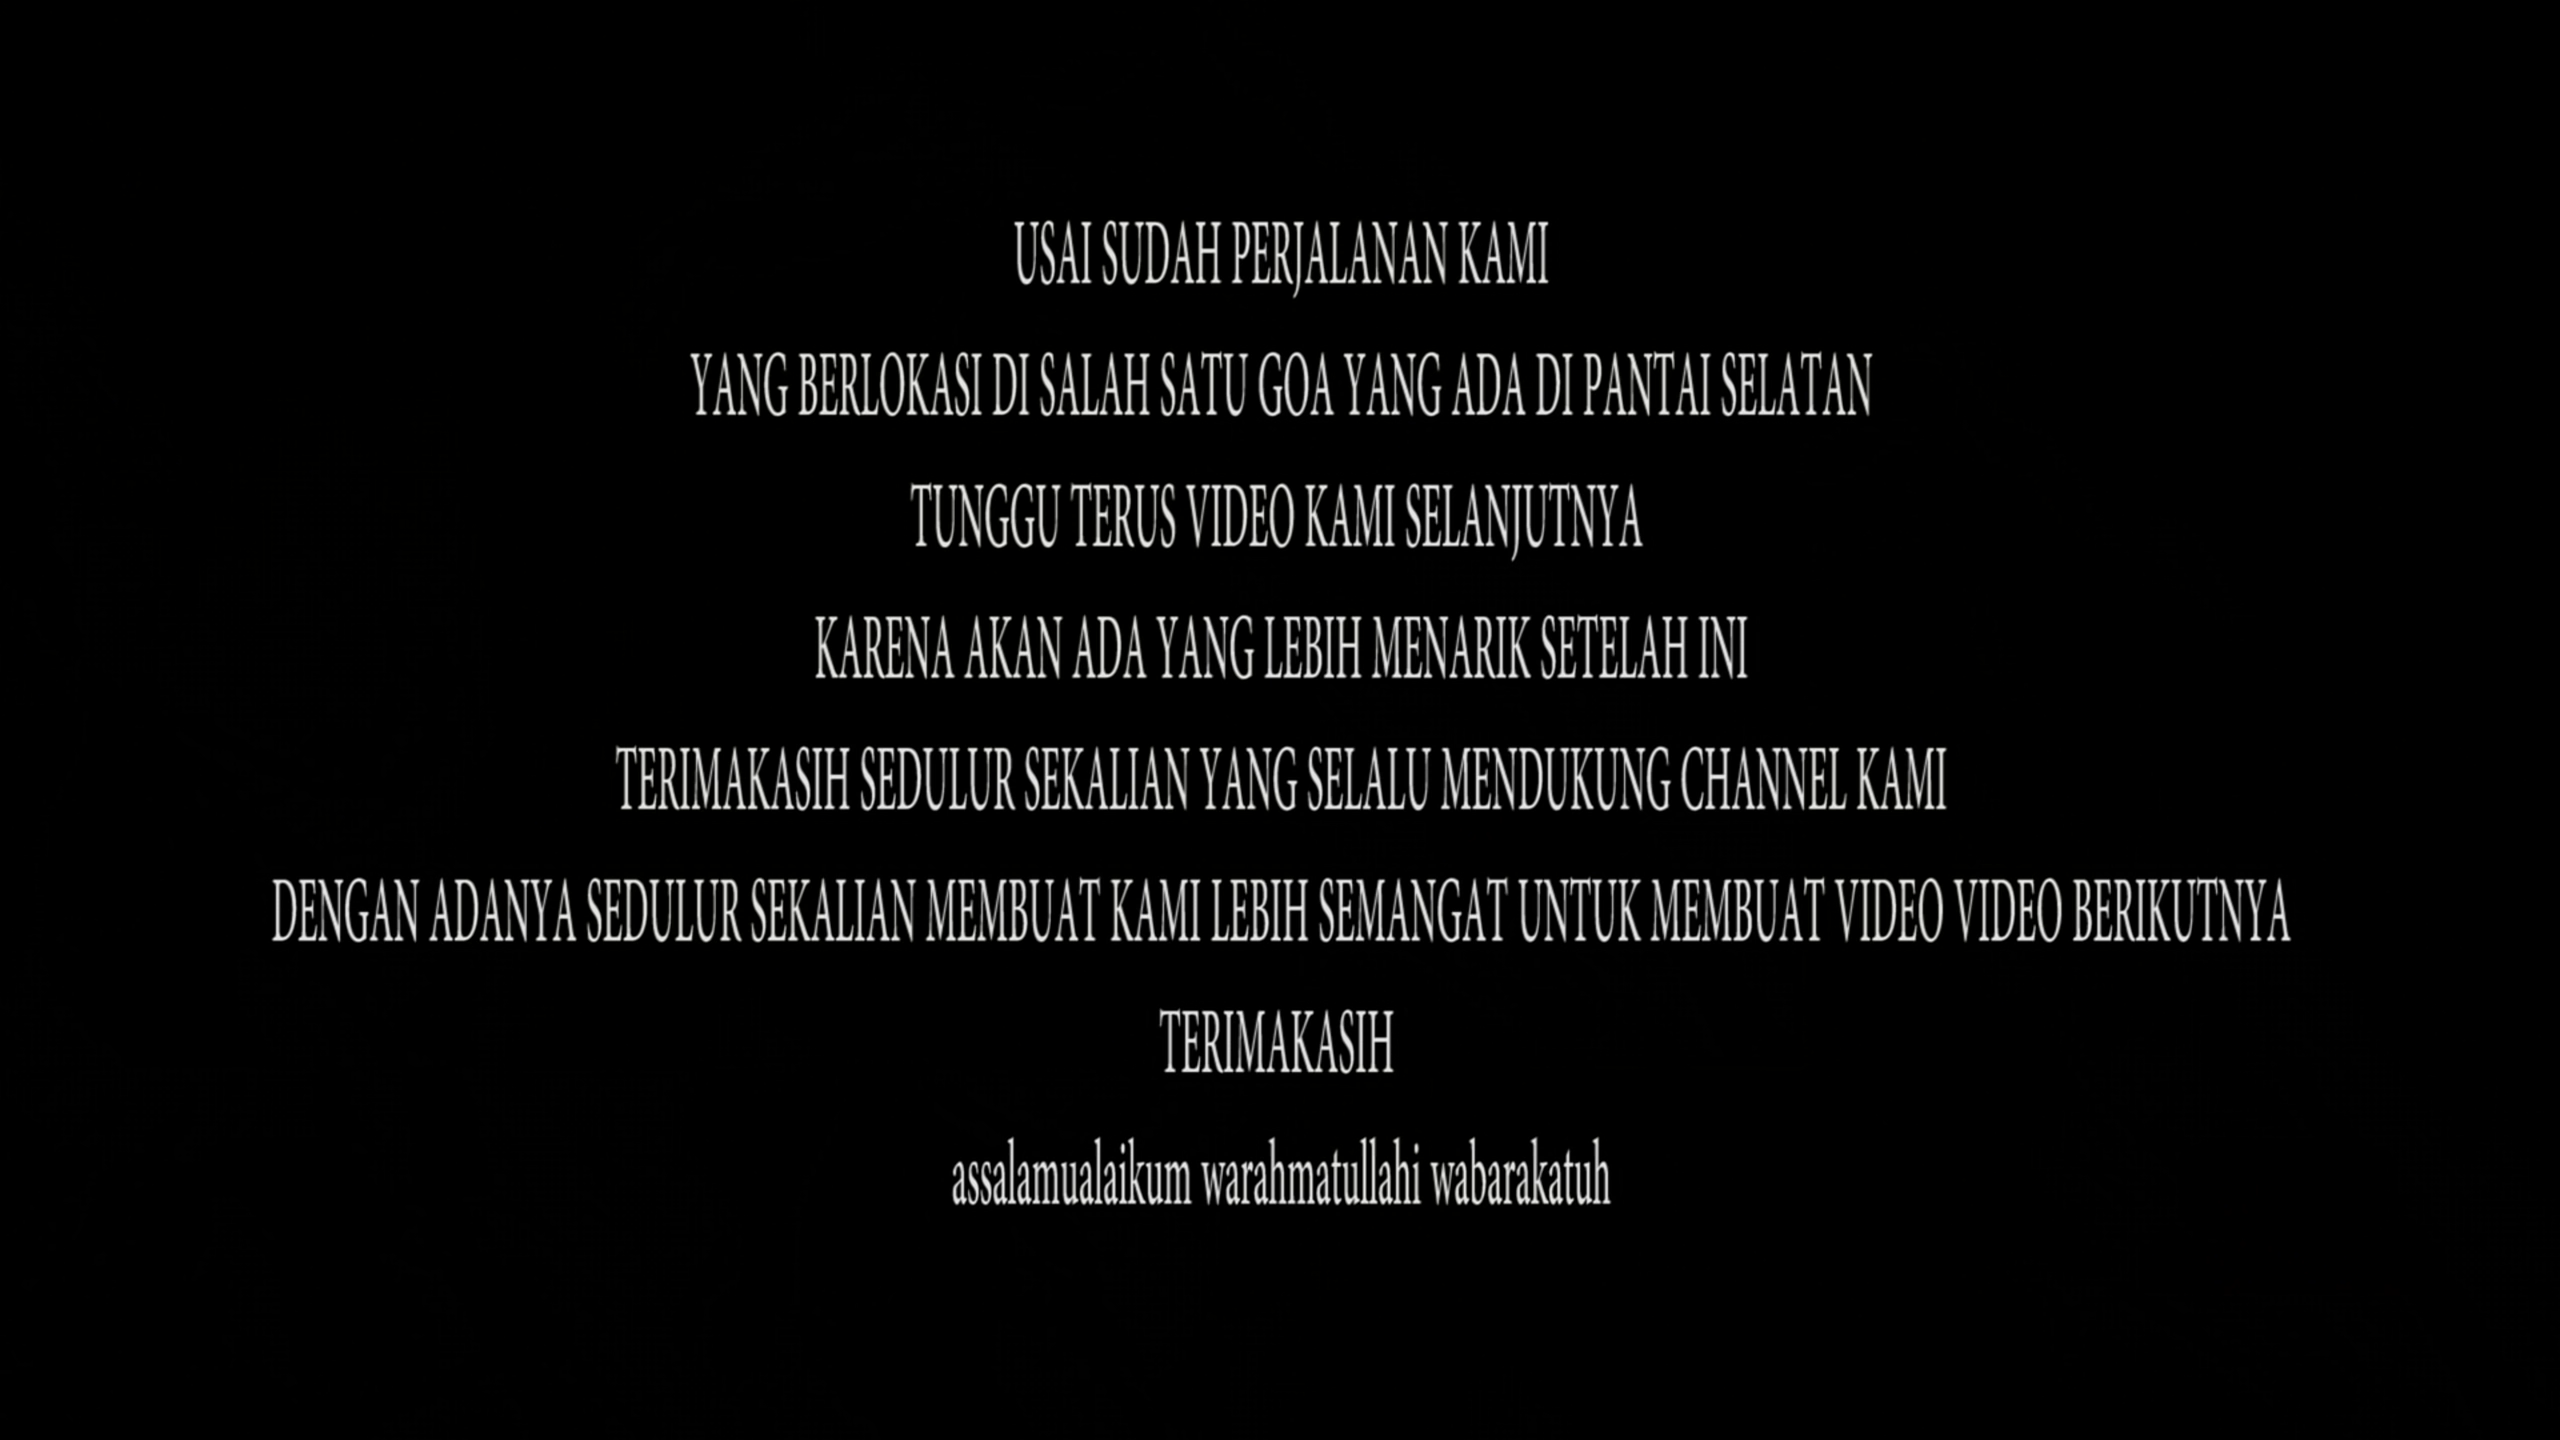 USAI SUDAH PERJALANAN KAMI
YANG BERLOKASI DI SALAH SATU GOA YANG ADA DI PANTAI SELATAN
TUNGGU TERUS VIDEO KAMI SELANJUTNYA
KARENA AKAN ADA YANG LEBIH MENARIK SETELAH INI
TERIMAKASIH SEDULUR SEKALIAN YANG SELALU MENDUKUNG CHANNEL KAMI
DENGAN ADANYA SEDULUR SEKALIAN MEMBUAT KAMI LEBIH SEMANGAT UNTUK MEMBUAT VIDEO VIDEO BERIKUTNYA
TERIMAKASIH
assalamualaikum warahmatullahi wabarakatuh